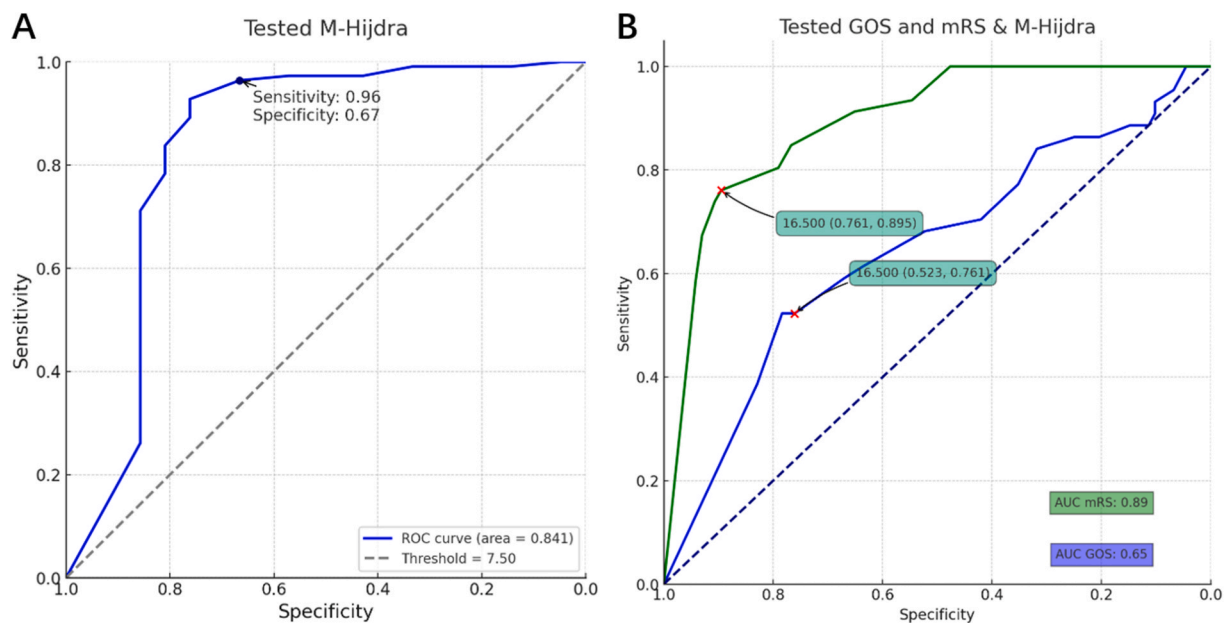 A
Tested M-Hijdra
1.0
0.8
0.6
0.4
0.2
0.0
Sensitivity
Sensitivity: 0.96
Specificity: 0.67
ROC curve (area = 0.841)
Threshold = 7.50
1.0
0.8
0.6
0.4
0.2
0.0
Specificity
B
Tested GOS and mRS & M-Hijdra
1.0
0.8
0.6
0.4
0.2
0.0
Sensitivity
16.500 (0.761, 0.895)
16.500 (0.523, 0.761)
AUC mRS: 0.89
AUC GOS: 0.65
1.0
0.8
0.6
0.4
0.2
0.0
Specificity